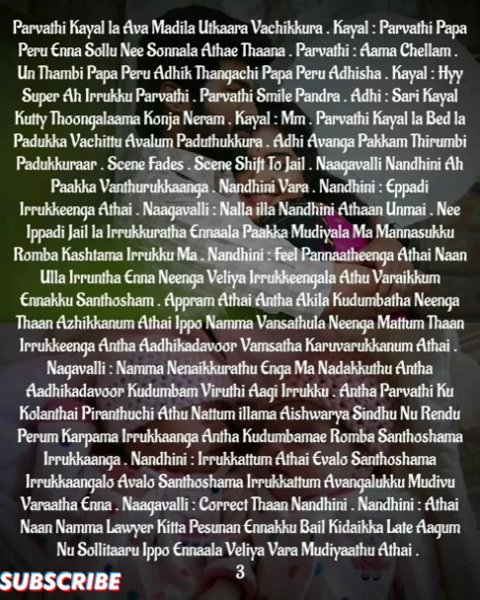 Parvathi Kayal la Ava Madila Utkaara Vachikkura . Kayal : Parvathi Papa
Peru Enna Sollu Nee Sonnala Athae Thaana . Parvathi : Aama Chellam .
Un Thambi Papa Peru Adhik Thangachi Papa Peru Adhisha . Kayal : Hyy
Super Ah Irrukku Parvathi . Parvathi Smile Pandra . Adhi : Sari Kayal
Kutty Thoongalaama Konja Neram . Kayal : Mm . Parvathi Kayal la Bed la
Padukka Vachittu Avalum Paduthukkura . Adhi Avanga Pakkam Thirumbi
Padukkuraar . Scene Fades . Scene Shift To Jail . Naagavalli Nandhini Ah
Paakka Vanthurukkaanga . Nandhini Vara . Nandhini : Eppadi
Irrukkeenga Athai . Naagavalli : Nalla illa Nandhini Athaan Unmai . Nee
Ippadi Jail la Irrukkuratha Ennaala Paakka Mudiyala Ma Mannasukku
Romba Kashtama Irrukku Ma . Nandhini : Feel Pannaatheenga Athai Naan
Ulla Irruntha Enna Neenga Veliya Irrukkeengala Athu Varaikkum
Ennakku Santhosham . Appram Athai Antha Akila Kudumbatha Neenga
Thaan Azhikkanum Athai Ippo Namma Vansathula Neenga Mattum Thaan
Irrukkeenga Antha Aadhikadavoor Vamsatha Karuvarukkanum Athai .
Nagavalli : Namma Nenaikkurathu Enga Ma Nadakkuthu Antha
Aadhikadavoor Kudumbam Viruthi Aagi Irrukku . Antha Parvathi Ku
Kolanthai Piranthuchi Athu Nattum illama Aishwarya Sindhu Nu Rendu
Perum Karpama Irrukkaanga Antha Kudumbamae Romba Santhoshama
Irrukkaanga . Nandhini : Irrukkattum Athai Evalo Santhoshama
Irrukkaangalo Avalo Santhoshama Irrukkattum Avangalukku Mudivu
Varaatha Enna . Naagavalli : Correct Thaan Nandhini . Nandhini : Athai
Naan Namma Lawyer Kitta Pesunan Ennakku Bail Kidaikka Late Aagum
Nu Sollitaaru Ippo Ennaala Veliya Vara Mudiyaathu Athai .
3
SUBSCRIBE